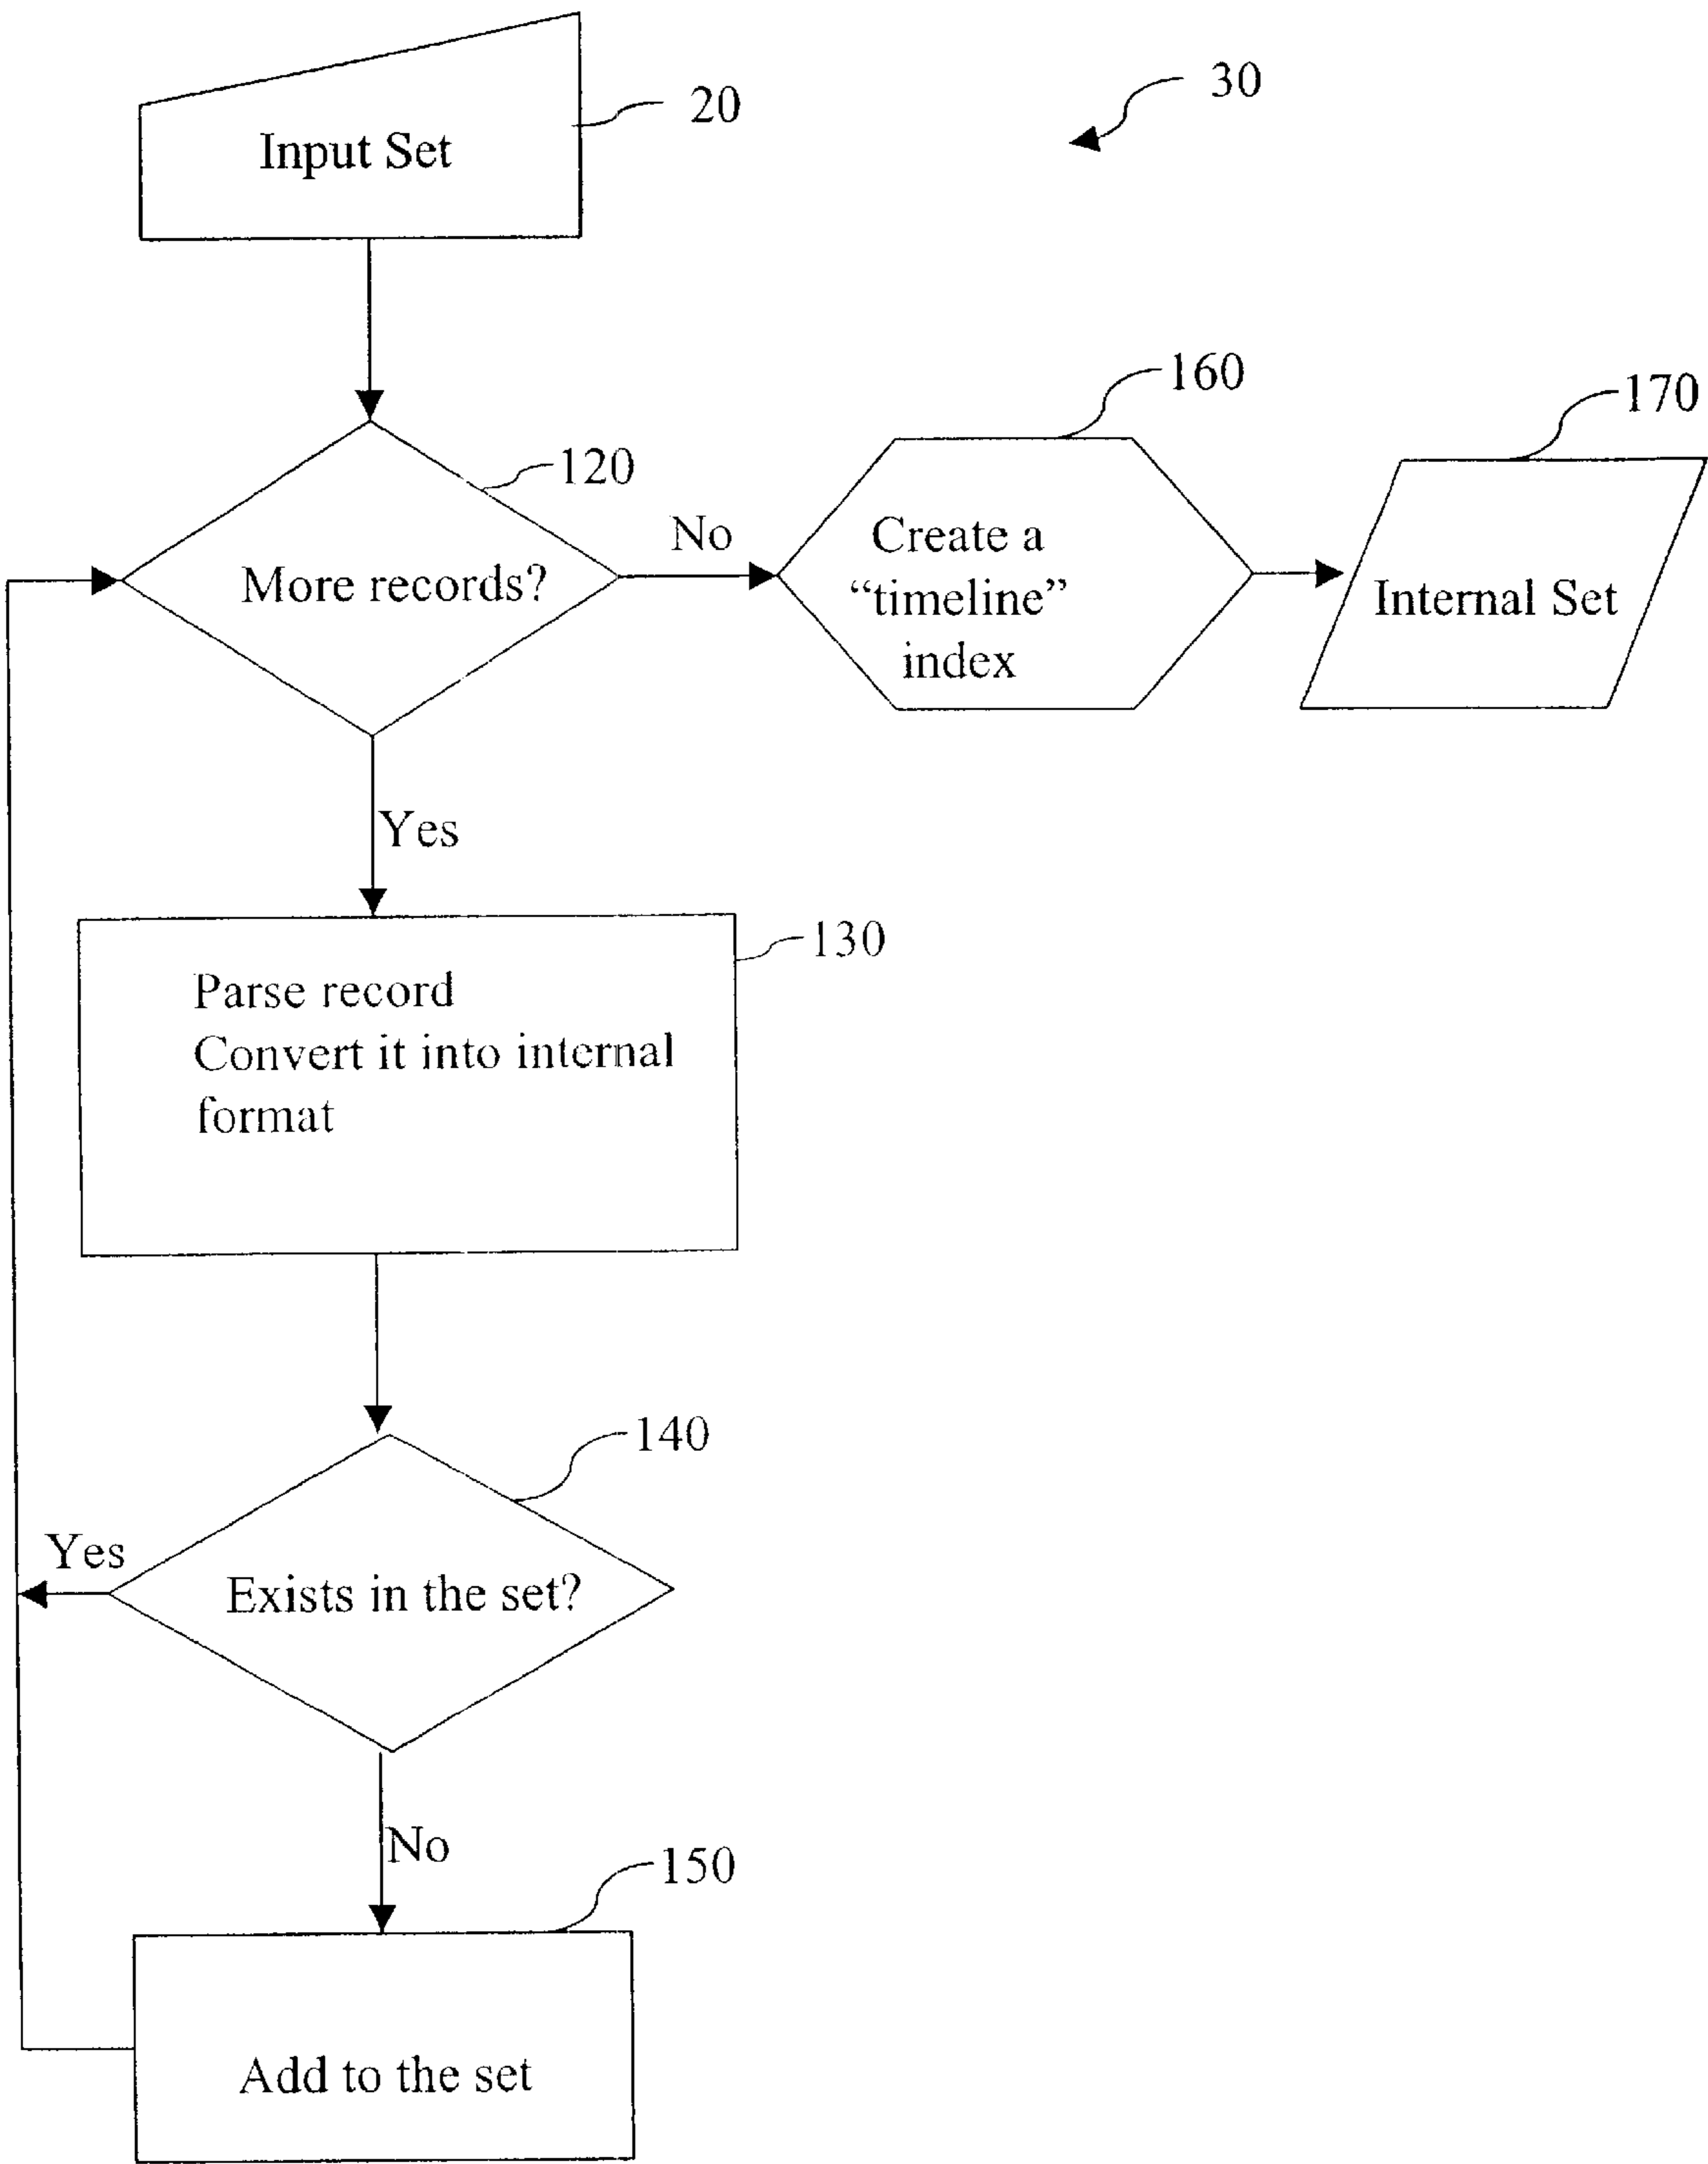 20
30
Input Set
160
170
120
No
Create a
“timeline”
index
More records?
Internal Set
Yes
130
Parse record
Convert it into internal
format
140
Yes
Exists in the set?
No
150
Add to the set